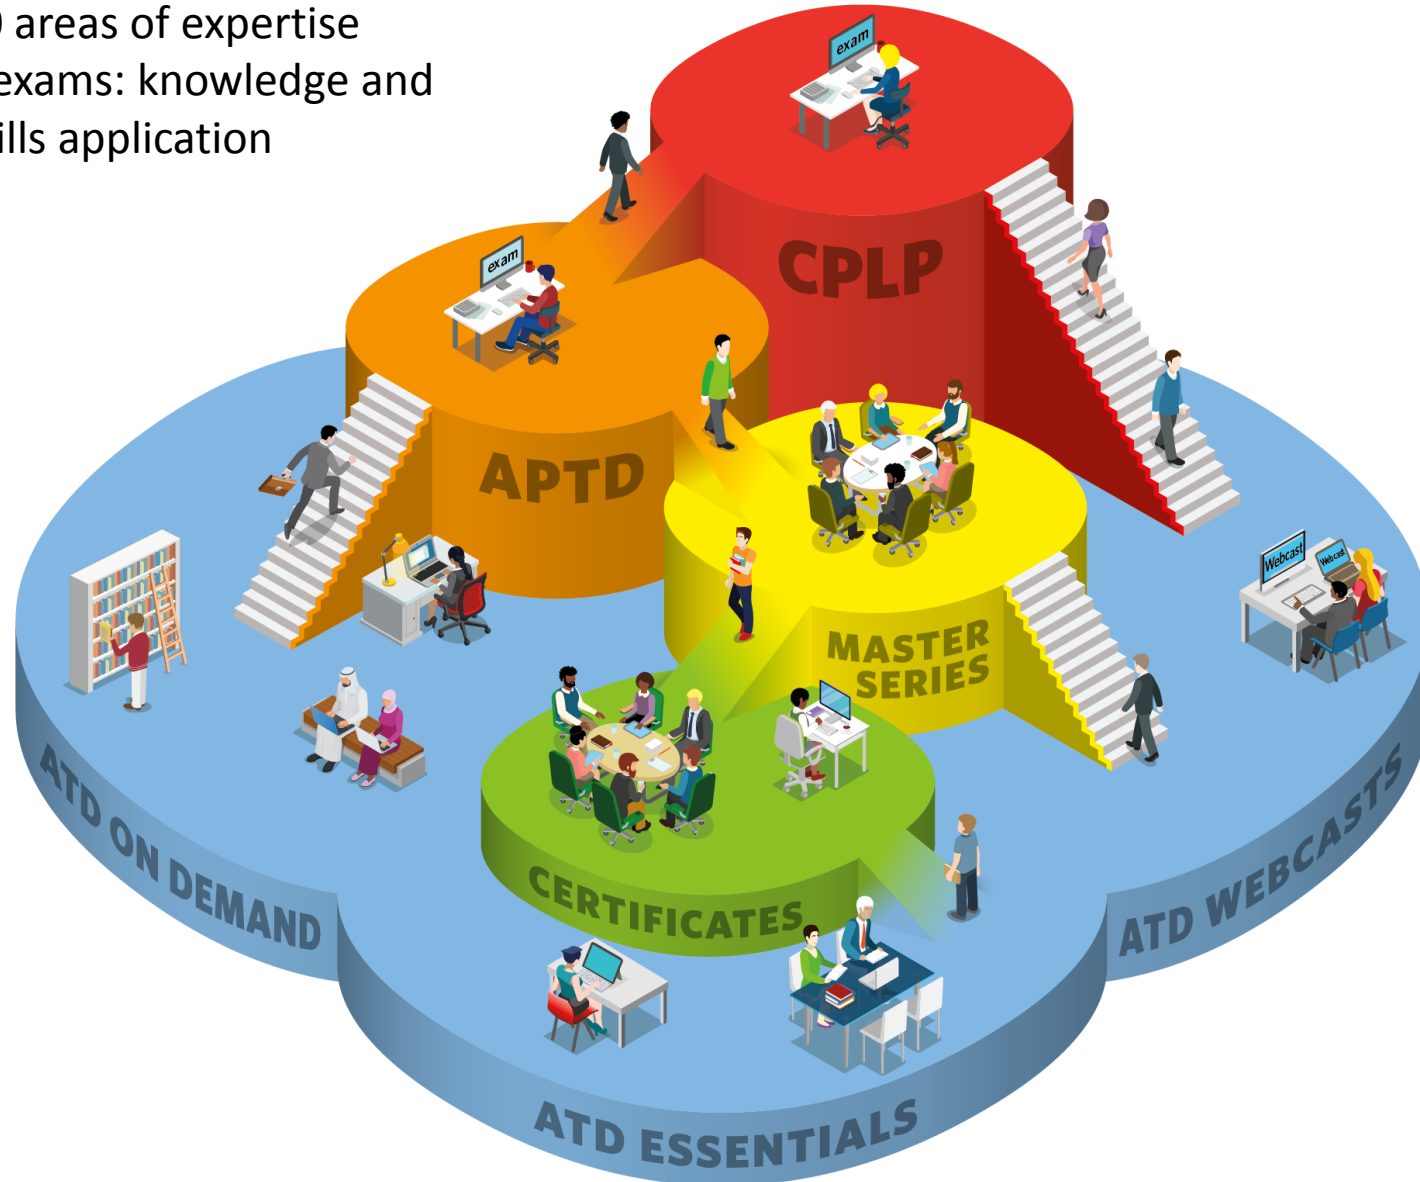 areas of expertise
exams: knowledge and
ills application
exam
CPLP
exam
APTD
Webcast
Webcast
MASTER
SERIES
ATD ON DEMAND
CERTIFICATES
ATD WEBCASTS
ATD ESSENTIALS